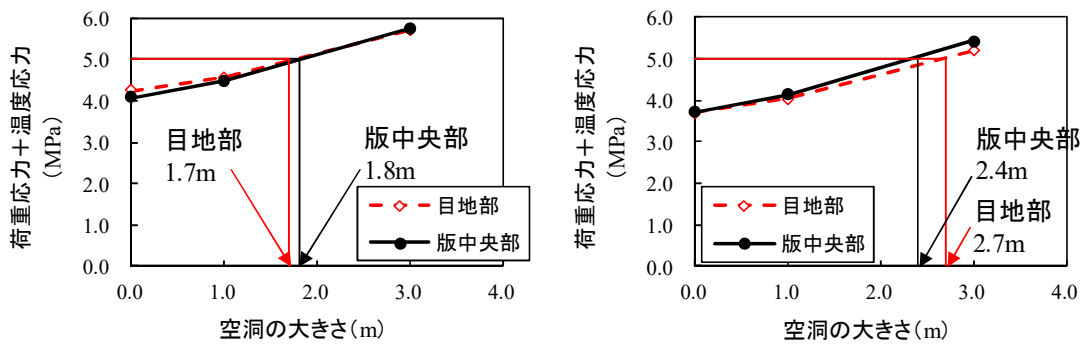 荷重応力＋温度応力
（MPa）
6.0
5.0
4.0
3.0
2.0
1.0
0.0
目地部
1.7m
版中央部
1.8m
目地部
版中央部
0.0 1.0 2.0 3.0 4.0
空洞の大きさ（m）
荷重応力＋温度応力
（MPa）
6.0
5.0
4.0
3.0
2.0
1.0
0.0
版中央部
2.4m
目地部
2.7m
目地部
版中央部
0.0 1.0 2.0 3.0 4.0
空洞の大きさ（m）